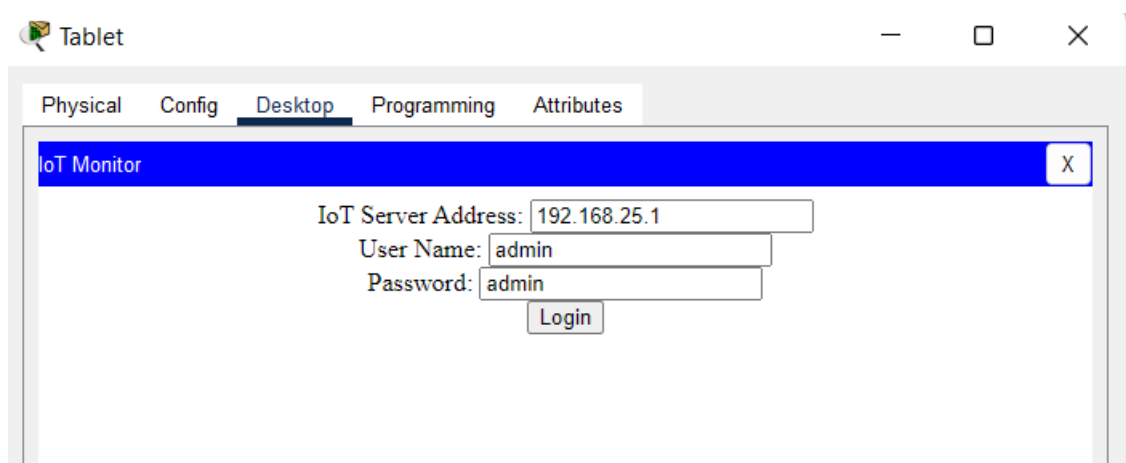 Tablet
Physical Config Desktop Programming Attributes
IoT Monitor X
IoT Server Address: 192.168.25.1
User Name: admin
Password: admin
Login